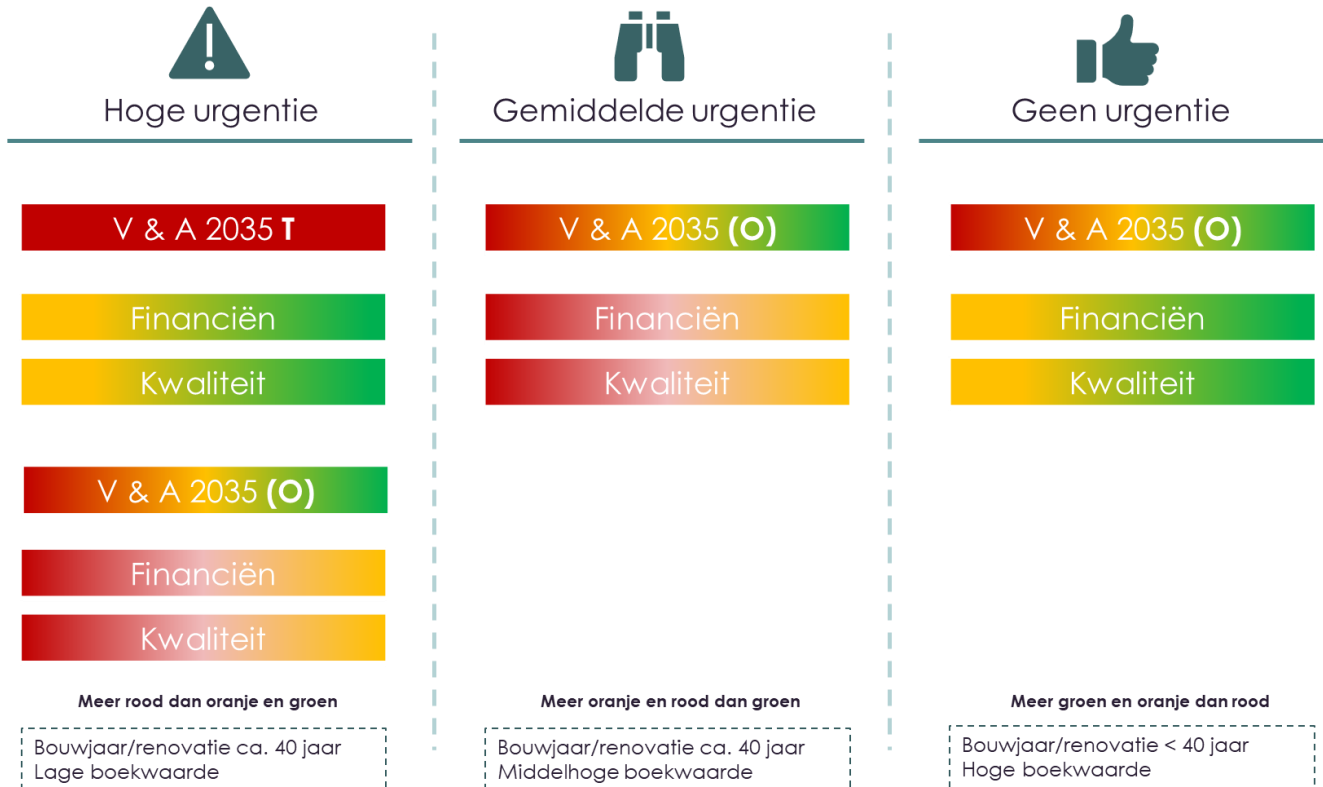 Hoge urgentie
V & A 2035 T
Financiën
Kwaliteit
V & A 2035 (O)
Financiën
Kwaliteit
Meer rood dan oranje en groen
Bouwjaar/renovatie ca. 40 jaar
Lage boekwaarde
Gemiddelde urgentie
V & A 2035 (O)
Financiën
Kwaliteit
Meer oranje en rood dan groen
Bouwjaar/renovatie ca. 40 jaar
Middelhoge boekwaarde
Geen urgentie
V & A 2035 (O)
Financiën
Kwaliteit
Meer groen en oranje dan rood
Bouwjaar/renovatie < 40 jaar
Hoge boekwaarde